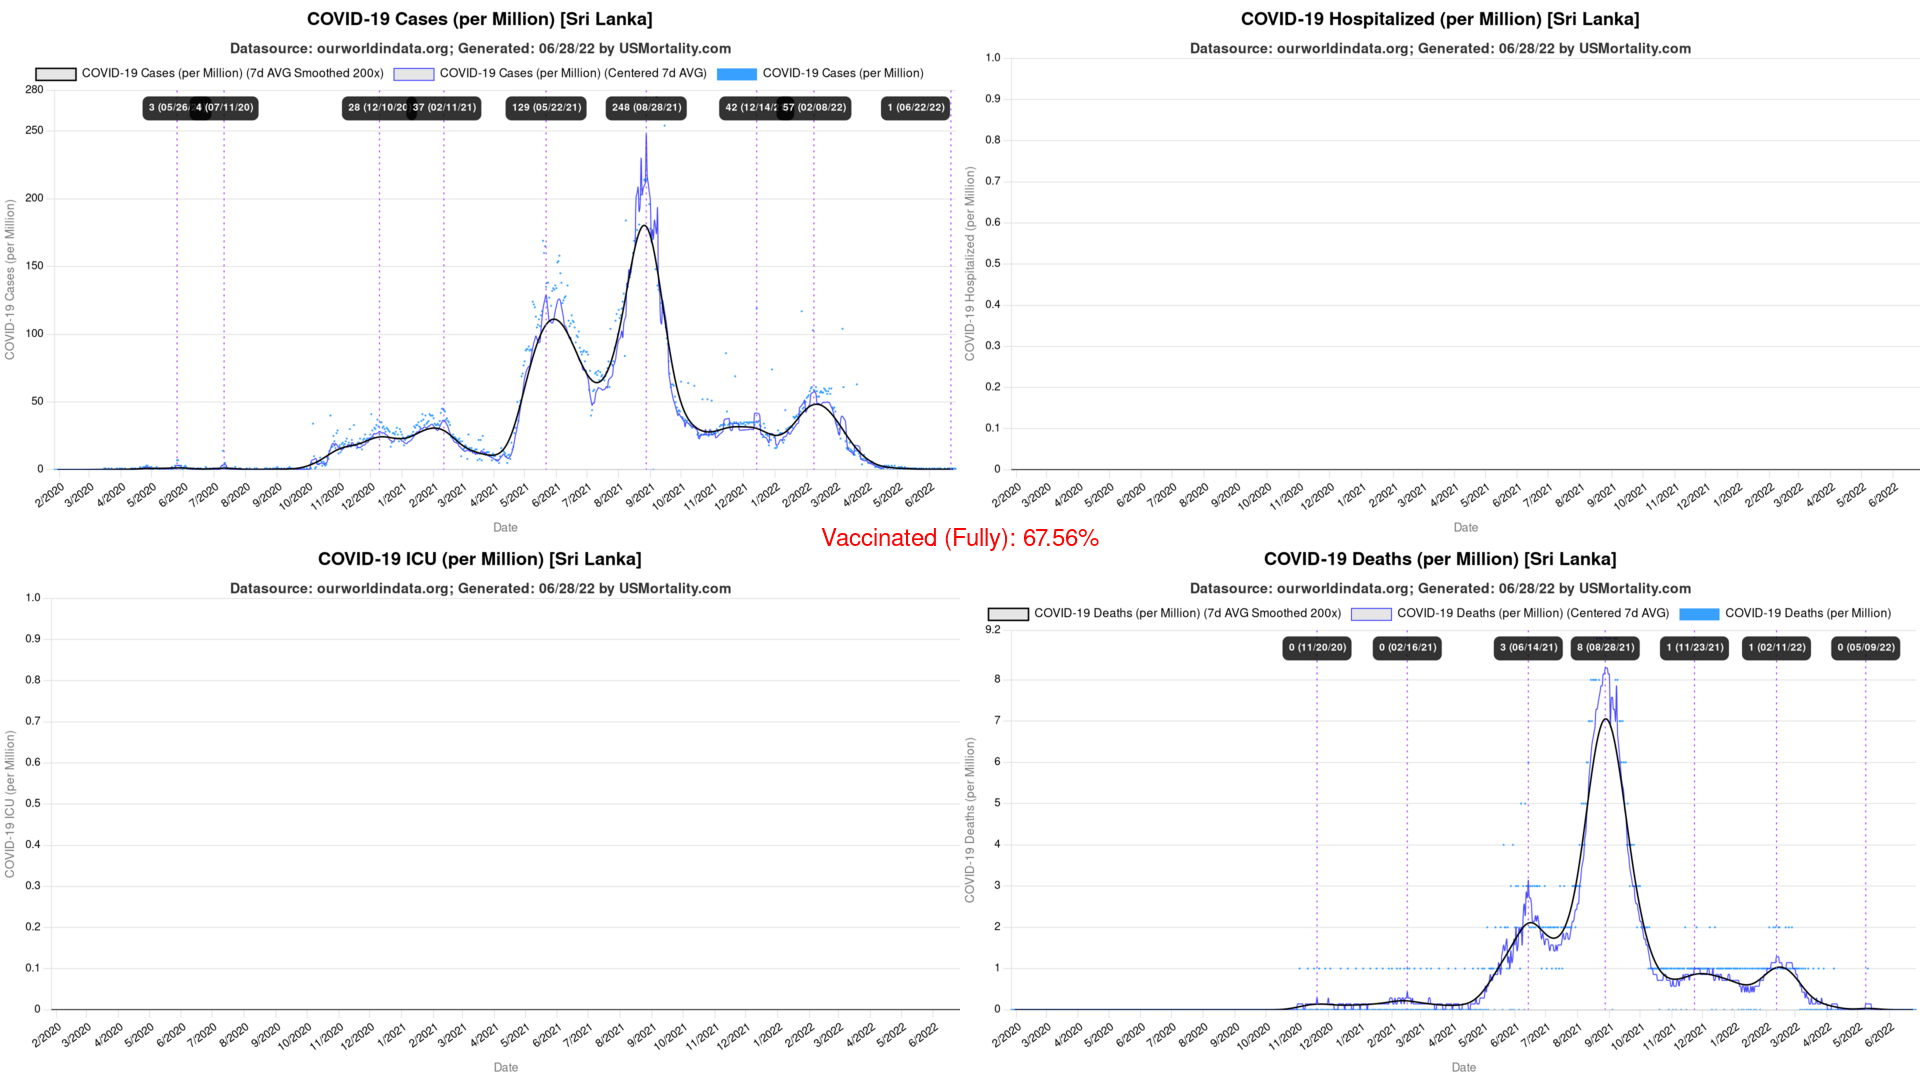 COVID-19 Cases (per Million) [Sri Lanka]
Datasource: ourworldindata.org; Generated: 06/28/22 by USMortality.com
COVID-19 Cases (per Million) (7d AVG Smoothed 200x)
COVID-19 Cases (per Million) (Centered 7d AVG)
COVID-19 Cases (per Million)
280
250
200
150
100
50
0
COVID-19 Cases (per Million)
3 (05/26/
4 (07/11/20)
28 (12/10/20
37 (02/11/21)
129 (05/22/21)
248 (08/28/21)
42 (12/14/2
57 (02/08/22)
1 (06/22/22)
2/2020 3/2020 4/2020 5/2020 6/2020 7/2020 8/2020 9/2020 10/2020 11/2020 12/2020 1/2021 2/2021 3/2021 4/2021 5/2021 6/2021 7/2021 8/2021 9/2021 10/2021 11/2021 12/2021 1/2022 2/2022 3/2022 4/2022 5/2022 6/2022
Date
COVID-19 Hospitalized (per Million) [Sri Lanka]
Datasource: ourworldindata.org; Generated: 06/28/22 by USMortality.com
1.0
0.9
0.8
0.7
0.6
0.5
0.4
0.3
0.2
0.1
0
COVID-19 Hospitalized (per Million)
2/2020 3/2020 4/2020 5/2020 6/2020 7/2020 8/2020 9/2020 10/2020 11/2020 12/2020 1/2021 2/2021 3/2021 4/2021 5/2021 6/2021 7/2021 8/2021 9/2021 10/2021 11/2021 12/2021 1/2022 2/2022 3/2022 4/2022 5/2022 6/2022
Date
Vaccinated (Fully): 67.56%
COVID-19 ICU (per Million) [Sri Lanka]
Datasource: ourworldindata.org; Generated: 06/28/22 by USMortality.com
1.0
0.9
0.8
0.7
0.6
0.5
0.4
0.3
0.2
0.1
0
COVID-19 ICU (per Million)
2/2020 3/2020 4/2020 5/2020 6/2020 7/2020 8/2020 9/2020 10/2020 11/2020 12/2020 1/2021 2/2021 3/2021 4/2021 5/2021 6/2021 7/2021 8/2021 9/2021 10/2021 11/2021 12/2021 1/2022 2/2022 3/2022 4/2022 5/2022 6/2022
Date
COVID-19 Deaths (per Million) [Sri Lanka]
Datasource: ourworldindata.org; Generated: 06/28/22 by USMortality.com
COVID-19 Deaths (per Million) (7d AVG Smoothed 200x)
COVID-19 Deaths (per Million) (Centered 7d AVG)
COVID-19 Deaths (per Million)
9.2
8
7
6
5
4
3
2
1
0
COVID-19 Deaths (per Million)
0 (11/20/20)
0 (02/16/21)
3 (06/14/21)
8 (08/28/21)
1 (11/23/21)
1 (02/11/22)
0 (05/09/22)
2/2020 3/2020 4/2020 5/2020 6/2020 7/2020 8/2020 9/2020 10/2020 11/2020 12/2020 1/2021 2/2021 3/2021 4/2021 5/2021 6/2021 7/2021 8/2021 9/2021 10/2021 11/2021 12/2021 1/2022 2/2022 3/2022 4/2022 5/2022 6/2022
Date